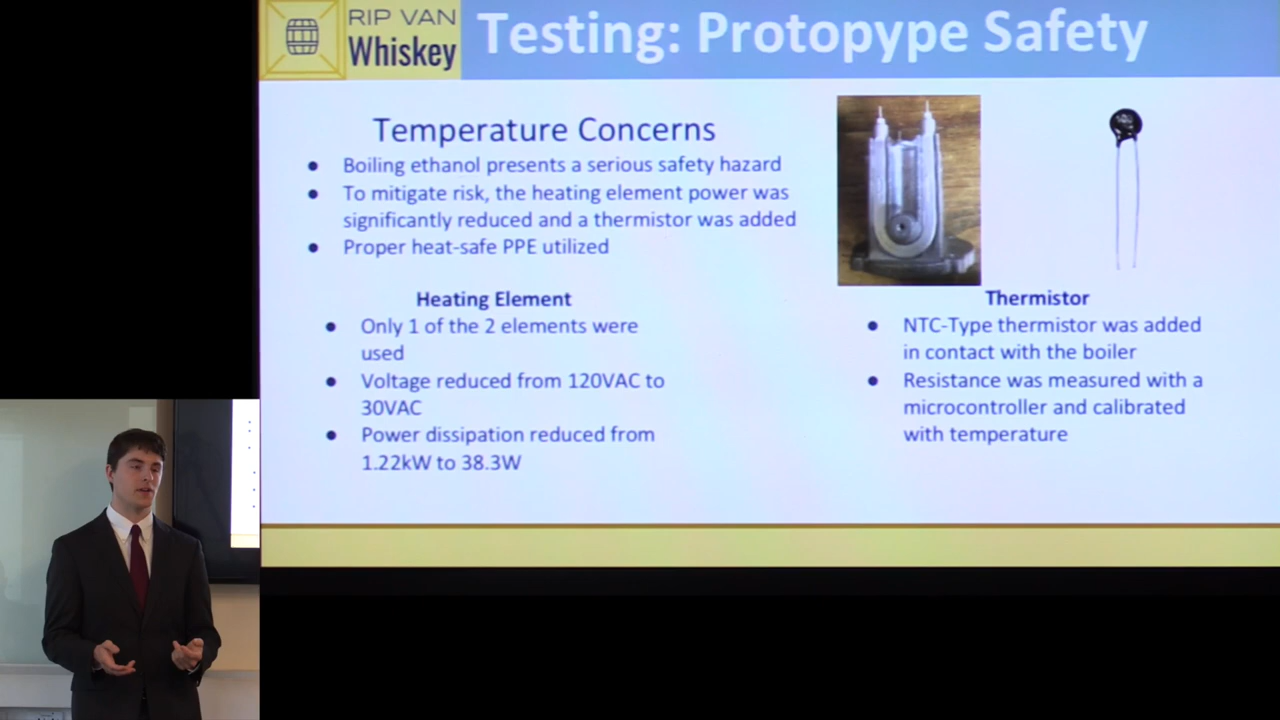 RIP VAN
Whiskey
Testing: Protopype Safety
Temperature Concerns
● Boiling ethanol presents a serious safety hazard
● To mitigate risk, the heating element power was
significantly reduced and a thermistor was added
● Proper heat-safe PPE utilized
Heating Element
● Only 1 of the 2 elements were
used
● Voltage reduced from 120VAC to
30VAC
● Power dissipation reduced from
1.22kW to 38.3W
Thermistor
● NTC-Type thermistor was added
in contact with the boiler
● Resistance was measured with a
microcontroller and calibrated
with temperature